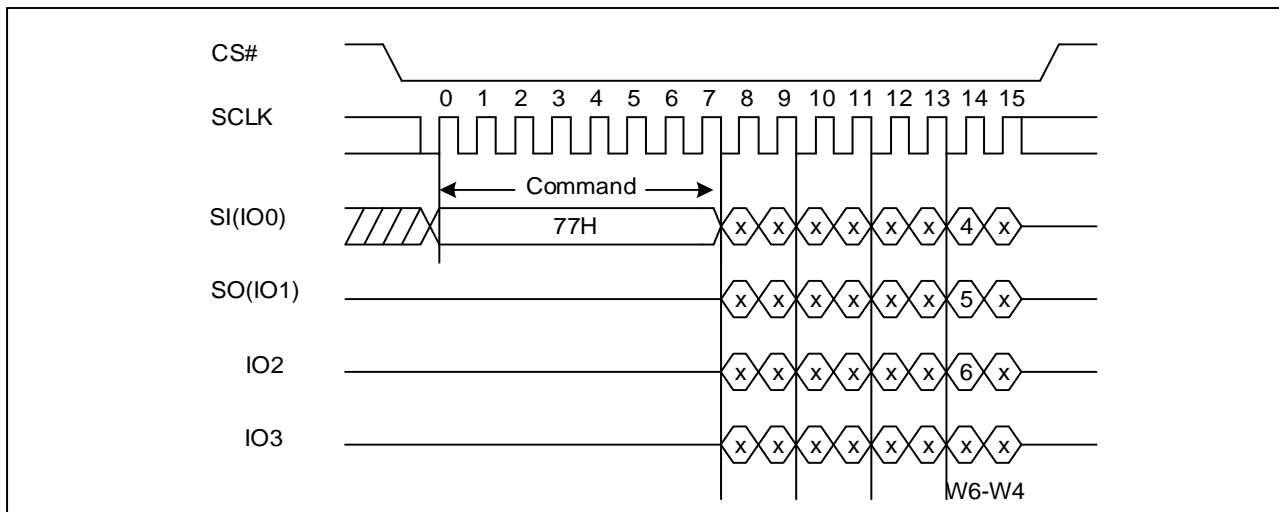 CS#
SCLK
0 1 2 3 4 5 6 7 8 9 10 11 12 13 14 15
Command
SI(IO0)
77H
x x x x x x 4 x
SO(IO1)
x x x x x x 5 x
IO2
x x x x x x 6 x
IO3
x x x x x x x x
W6-W4